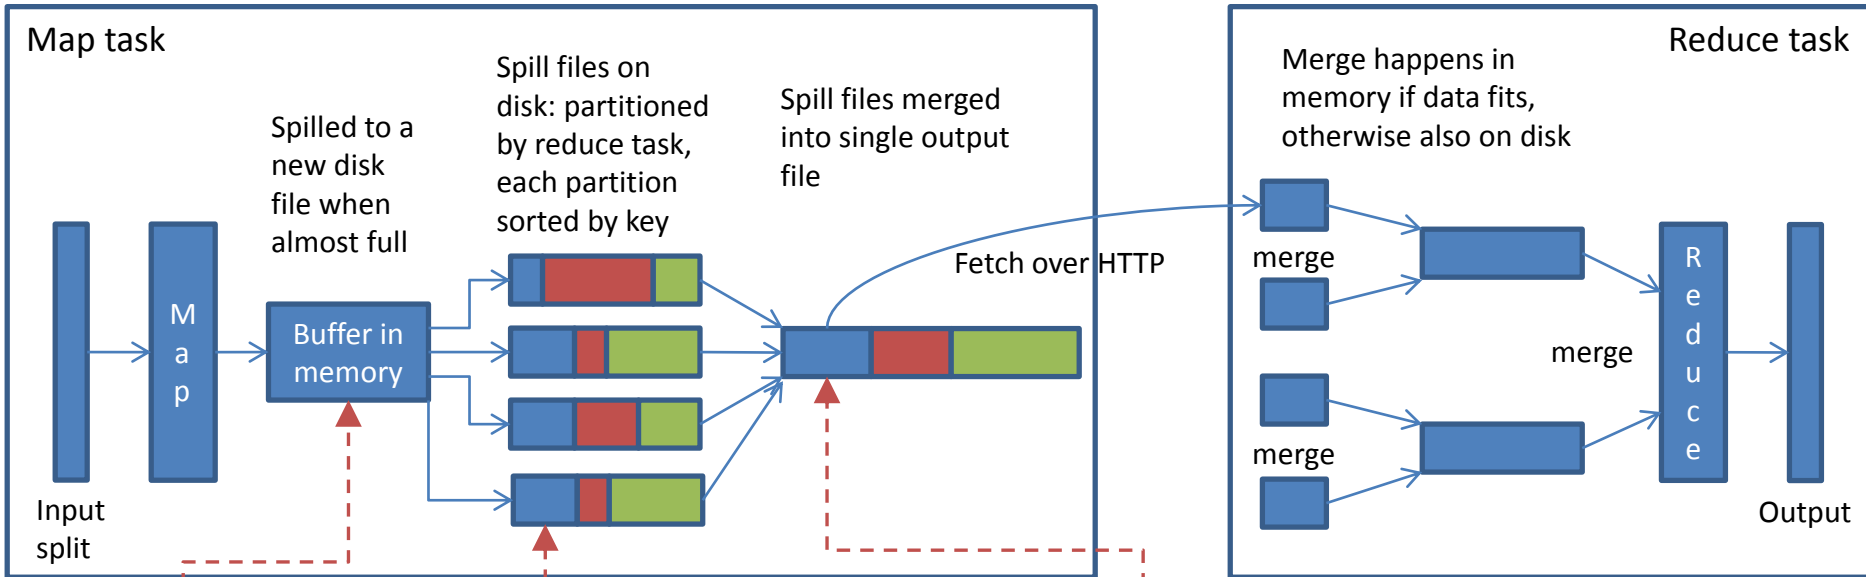 Map task
Spilled to a
new disk
file when
almost full
Spill files on
disk: partitioned
by reduce task,
each partition
sorted by key
Spill files merged
into single output
file
Input
split
Map
Buffer in
memory
Fetch over HTTP
Reduce task
Merge happens in
memory if data fits,
otherwise also on disk
merge
merge
merge
Reduce
Output